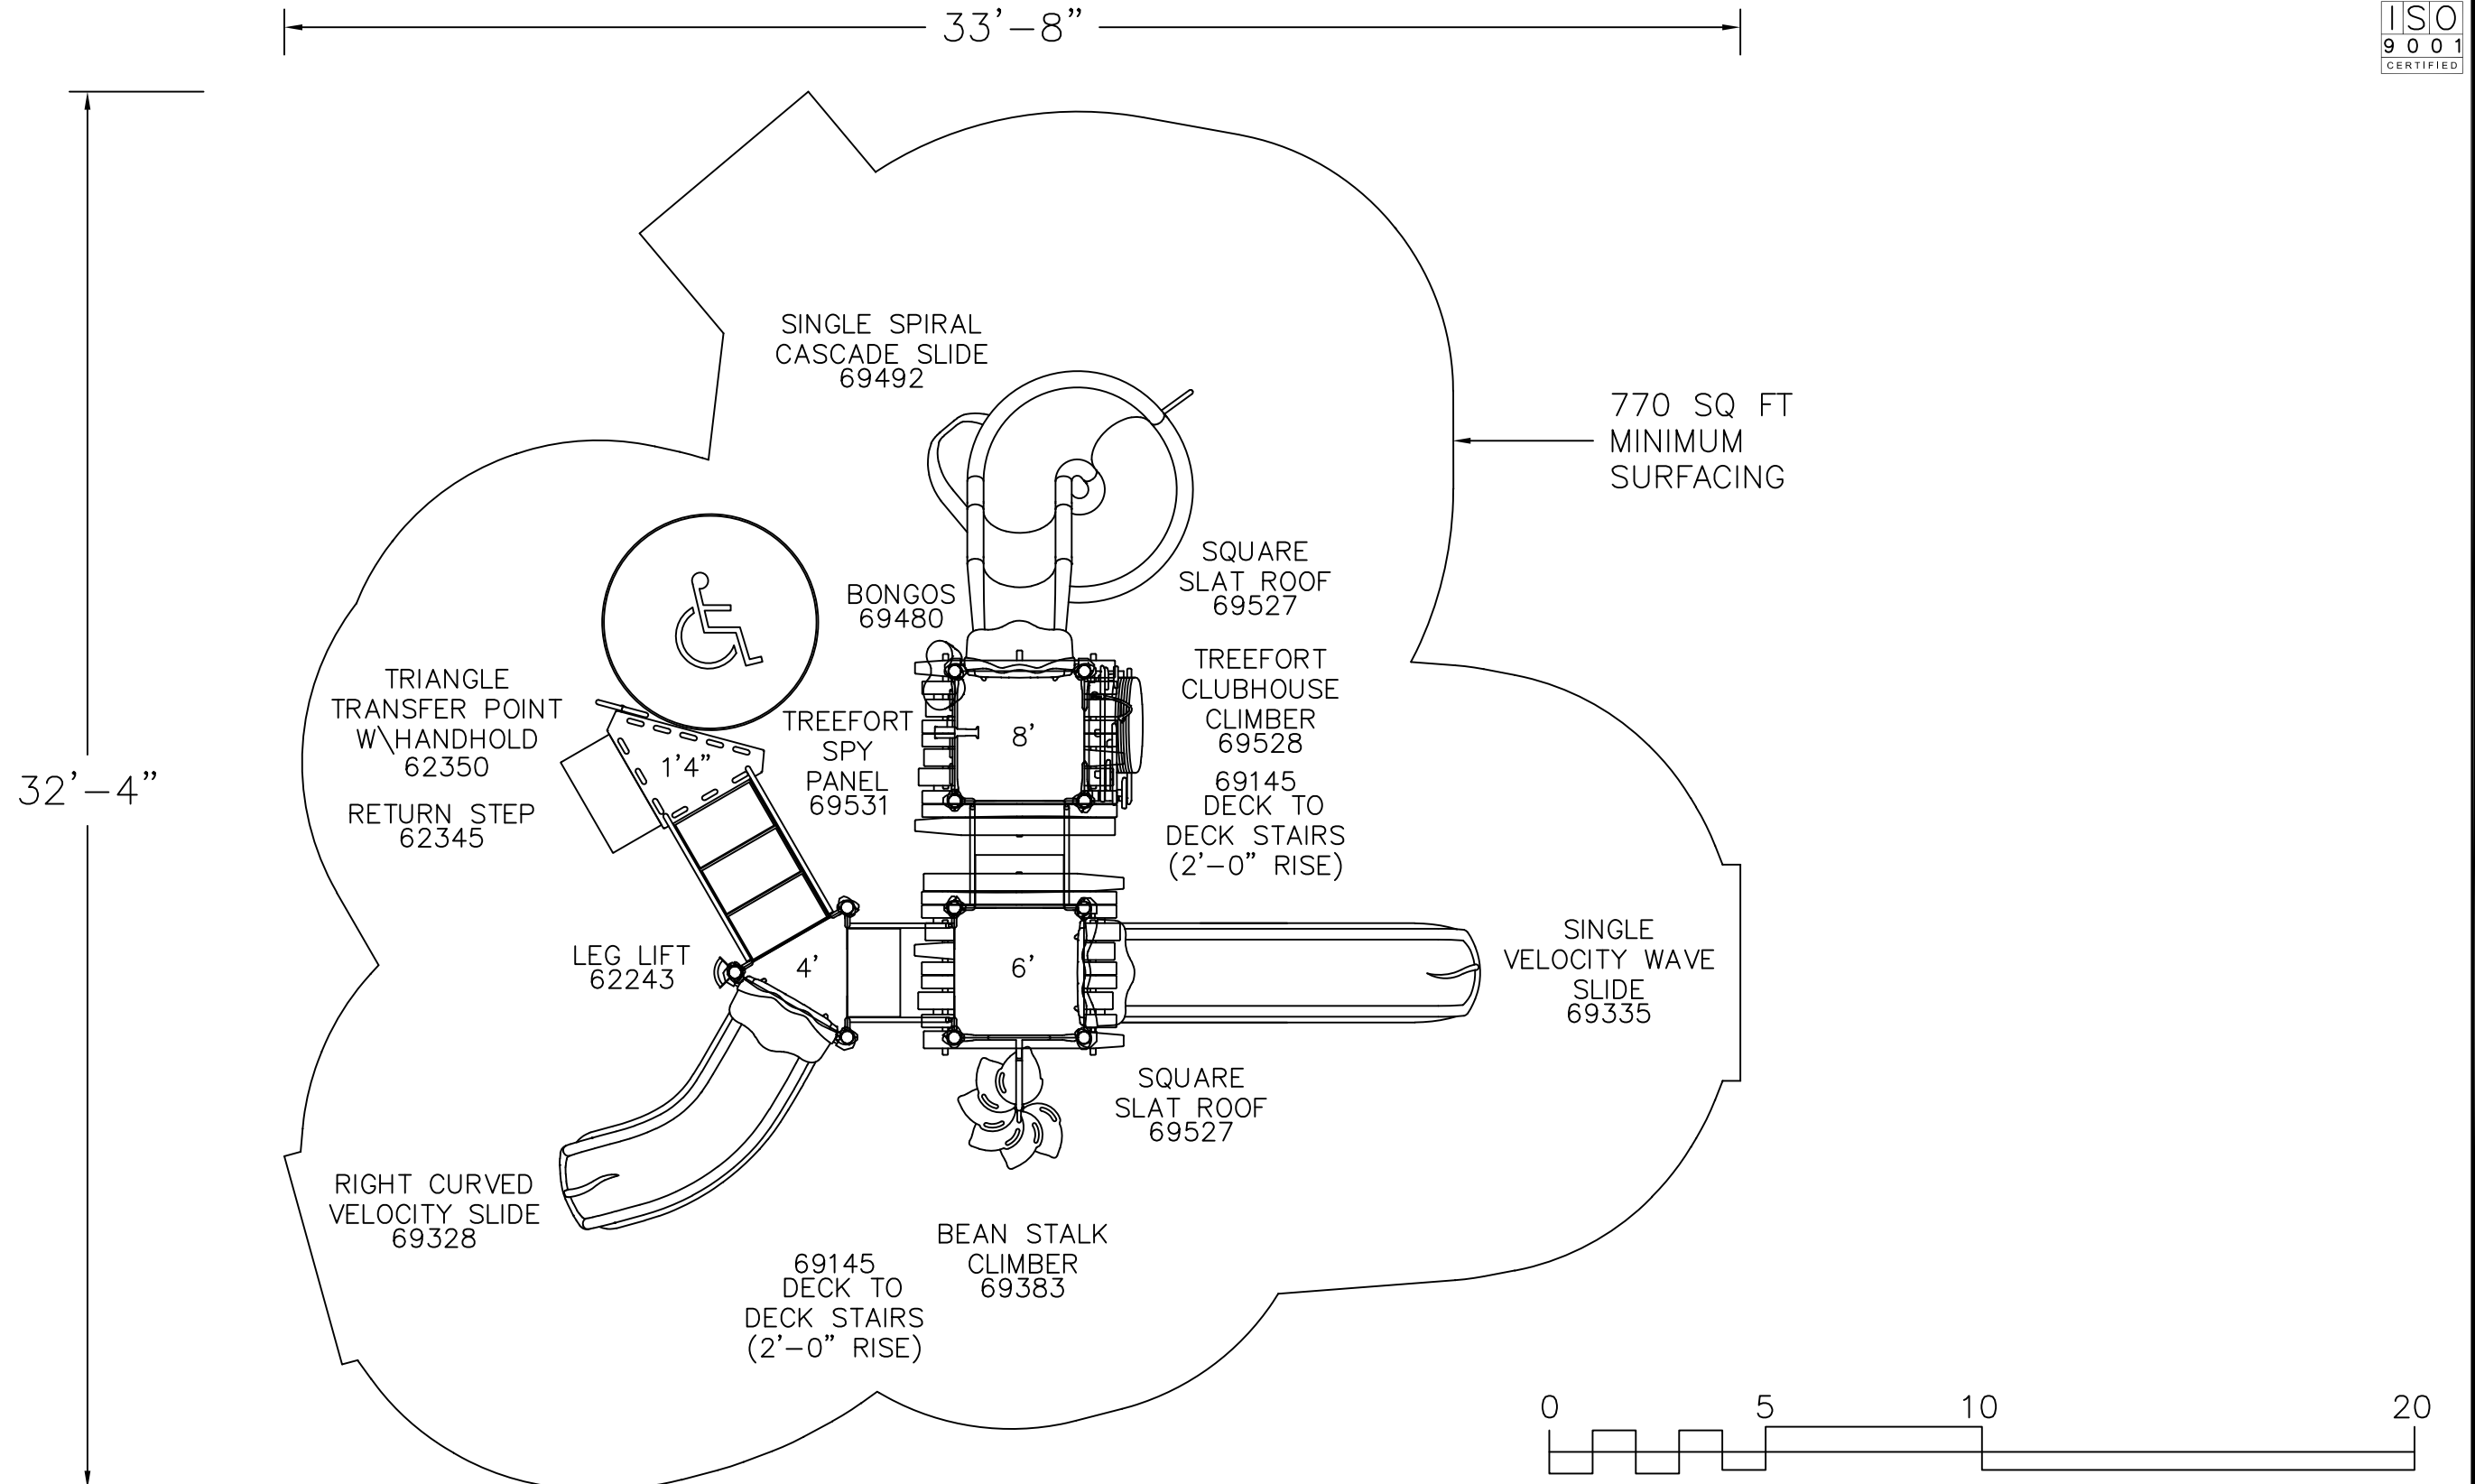 33'-8"
ISO
9001
CERTIFIED
SINGLE SPIRAL
CASCADE SLIDE
69492
770 SQ FT
MINIMUM
SURFACING
SQUARE
SLAT ROOF
69527
BONGOS
69480
TRIANGLE
TRANSFER POINT
W\HANDHOLD
62350
1'4"
TREEFORT
SPY
PANEL
69531
8'
TREEFORT
CLUBHOUSE
CLIMBER
69528
69145
DECK TO
DECK STAIRS
(2'-0" RISE)
32'-4"
RETURN STEP
62345
LEG LIFT
62243
4'
6'
SINGLE
VELOCITY WAVE
SLIDE
69335
SQUARE
SLAT ROOF
69527
RIGHT CURVED
VELOCITY SLIDE
69328
BEAN STALK
CLIMBER
69383
69145
DECK TO
DECK STAIRS
(2'-0" RISE)
0 5 10 20